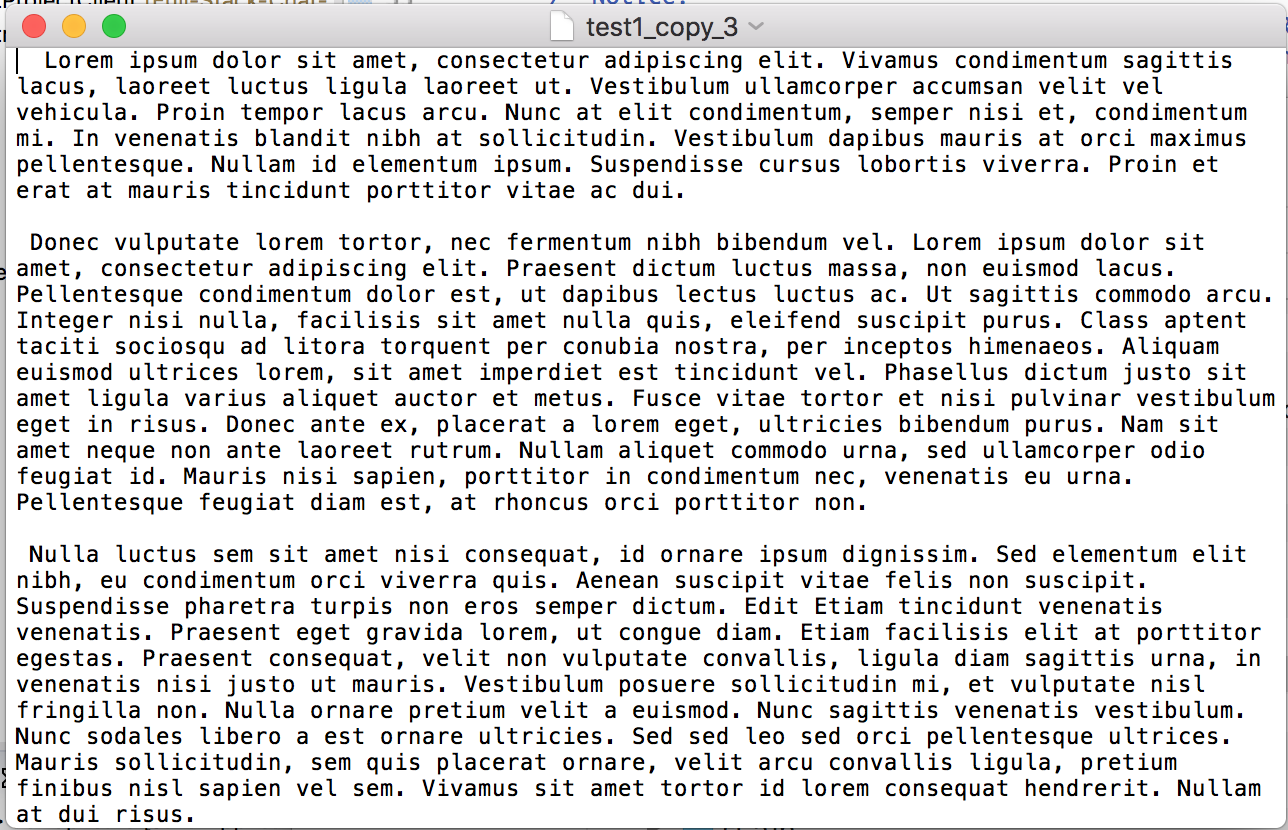 test1_copy_3
Lorem ipsum dolor sit amet, consectetur adipiscing elit. Vivamus condimentum sagittis
lacus, laoreet luctus ligula laoreet ut. Vestibulum ullamcorper accumsan velit vel
vehicula. Proin tempor lacus arcu. Nunc at elit condimentum, semper nisi et, condimentum
mi. In venenatis blandit nibh at sollicitudin. Vestibulum dapibus mauris at orci maximus
pellentesque. Nullam id elementum ipsum. Suspendisse cursus lobortis viverra. Proin et
erat at mauris tincidunt porttitor vitae ac dui.
Donec vulputate lorem tortor, nec fermentum nibh bibendum vel. Lorem ipsum dolor sit
amet, consectetur adipiscing elit. Praesent dictum luctus massa, non euismod lacus.
Pellentesque condimentum dolor est, ut dapibus lectus luctus ac. Ut sagittis commodo arcu.
Integer nisi nulla, facilisis sit amet nulla quis, eleifend suscipit purus. Class aptent
taciti sociosqu ad litora torquent per conubia nostra, per inceptos himenaeos. Aliquam
euismod ultrices lorem, sit amet imperdiet est tincidunt vel. Phasellus dictum justo sit
amet ligula varius aliquet auctor et metus. Fusce vitae tortor et nisi pulvinar vestibulum
eget in risus. Donec ante ex, placerat a lorem eget, ultricies bibendum purus. Nam sit
amet neque non ante laoreet rutrum. Nullam aliquet commodo urna, sed ullamcorper odio
feugiat id. Mauris nisi sapien, porttitor in condimentum nec, venenatis eu urna.
Pellentesque feugiat diam est, at rhoncus orci porttitor non.
Nulla luctus sem sit amet nisi consequat, id ornare ipsum dignissim. Sed elementum elit
nibh, eu condimentum orci viverra quis. Aenean suscipit vitae felis non suscipit.
Suspendisse pharetra turpis non eros semper dictum. Edit Etiam tincidunt venenatis
venenatis. Praesent eget gravida lorem, ut congue diam. Etiam facilisis elit at porttitor
egestas. Praesent consequat, velit non vulputate convallis, ligula diam sagittis urna, in
venenatis nisi justo ut mauris. Vestibulum posuere sollicitudin mi, et vulputate nisl
fringilla non. Nulla ornare pretium velit a euismod. Nunc sagittis venenatis vestibulum.
Nunc sodales libero a est ornare ultricies. Sed sed leo sed orci pellentesque ultrices.
Mauris sollicitudin, sem quis placerat ornare, velit arcu convallis ligula, pretium
finibus nisl sapien vel sem. Vivamus sit amet tortor id lorem consequat hendrerit. Nullam
at dui risus.